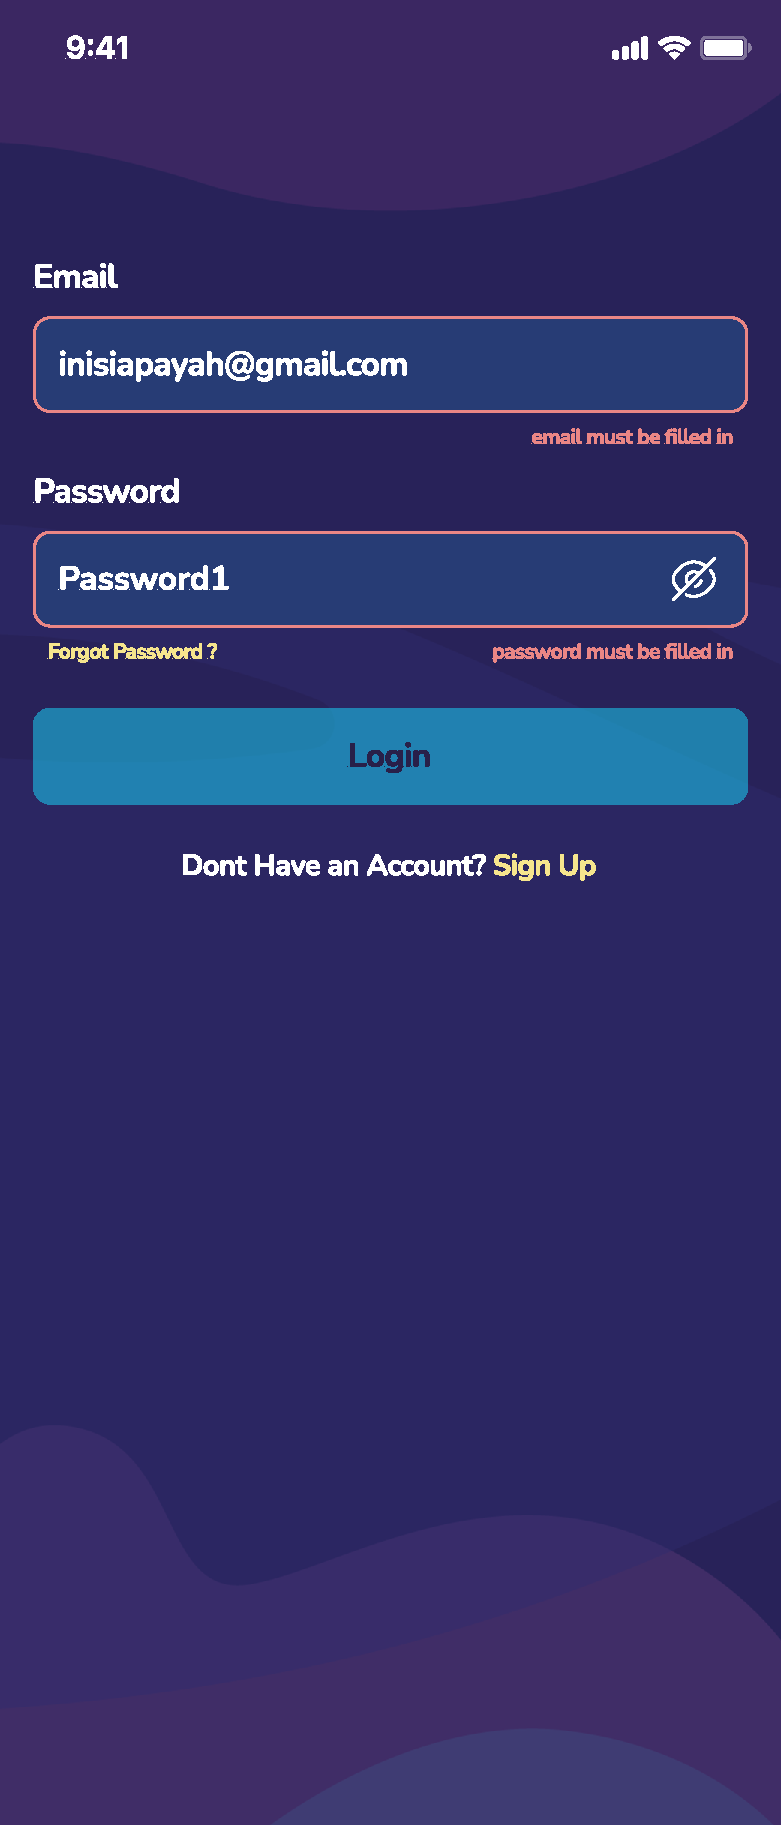 9:41
Email
inisiapayah@gmail.com
email must be filled in
Password
Password1
Forgot Password ? password must be filled in
Login
Dont Have an Account? Sign Up